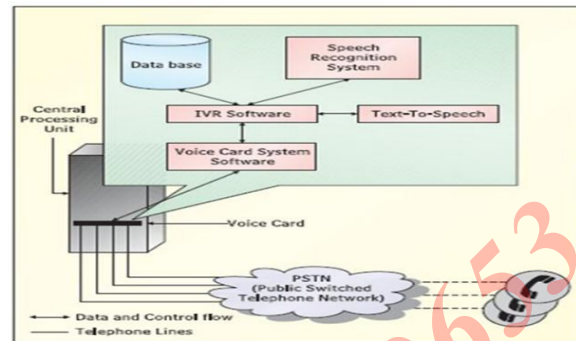 Data base
Speech
Recognition
System
Central
Processing
Unit
IVR Software
Text-To-Speech
Voice Card System
Software
Voice Card
PSTN
(Public Switched
Telephone Network)
Data and Control flow
Telephone Lines
8653